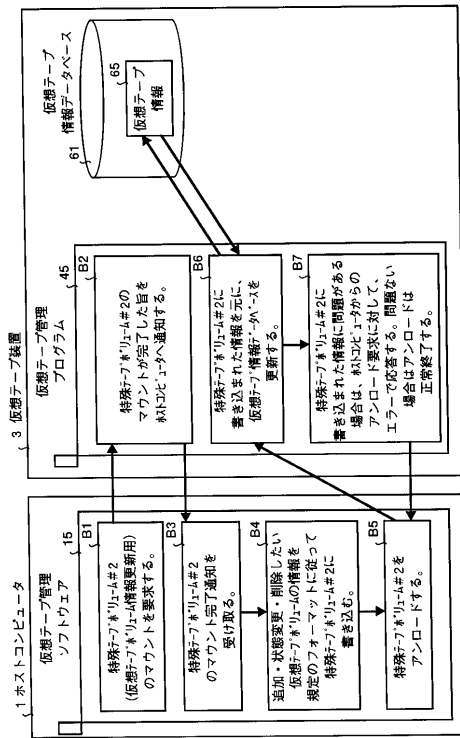 1 ホストコンピュータ
仮想テープ管理
ソフトウェア
15
B1
特殊テープボリューム#2
(仮想テープボリューム情報更新用)
のマウントを要求する。
B3
特殊テープボリューム#2
のマウント完了通知を
受け取る。
B4
追加・状態変更・削除したい
仮想テープボリュームの情報を
規定のフォーマットに従って
特殊テープボリューム#2に
書き込む。
B5
特殊テープボリューム#2を
アンロードする。
3 仮想テープ装置
仮想テープ管理
プログラム
45
B2
特殊テープボリューム#2の
マウントが完了した旨を
ホストコンピュータへ通知する。
B6
特殊テープボリューム#2に
書き込まれた情報を元に、
仮想テープ情報データベースを
更新する。
B7
特殊テープボリューム#2に
書き込まれた情報に問題がある
場合は、ホストコンピュータからの
アンロード要求に対して、
エラーで応答する。問題ない
場合はアンロードは
正常終了する。
仮想テープ
情報データベース
61
65
仮想テープ
情報